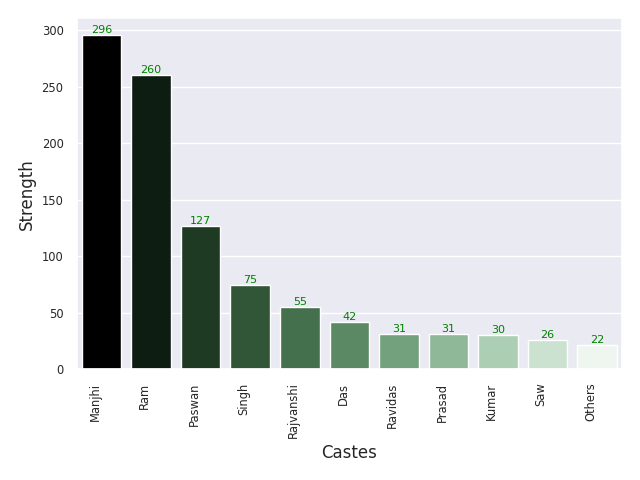 Strength
300
250
200
150
100
50
0
296
260
127
75
55
42
31
31
30
26
22
Manjhi
Ram
Paswan
Singh
Rajvanshi
Das
Ravidas
Prasad
Kumar
Saw
Others
Castes